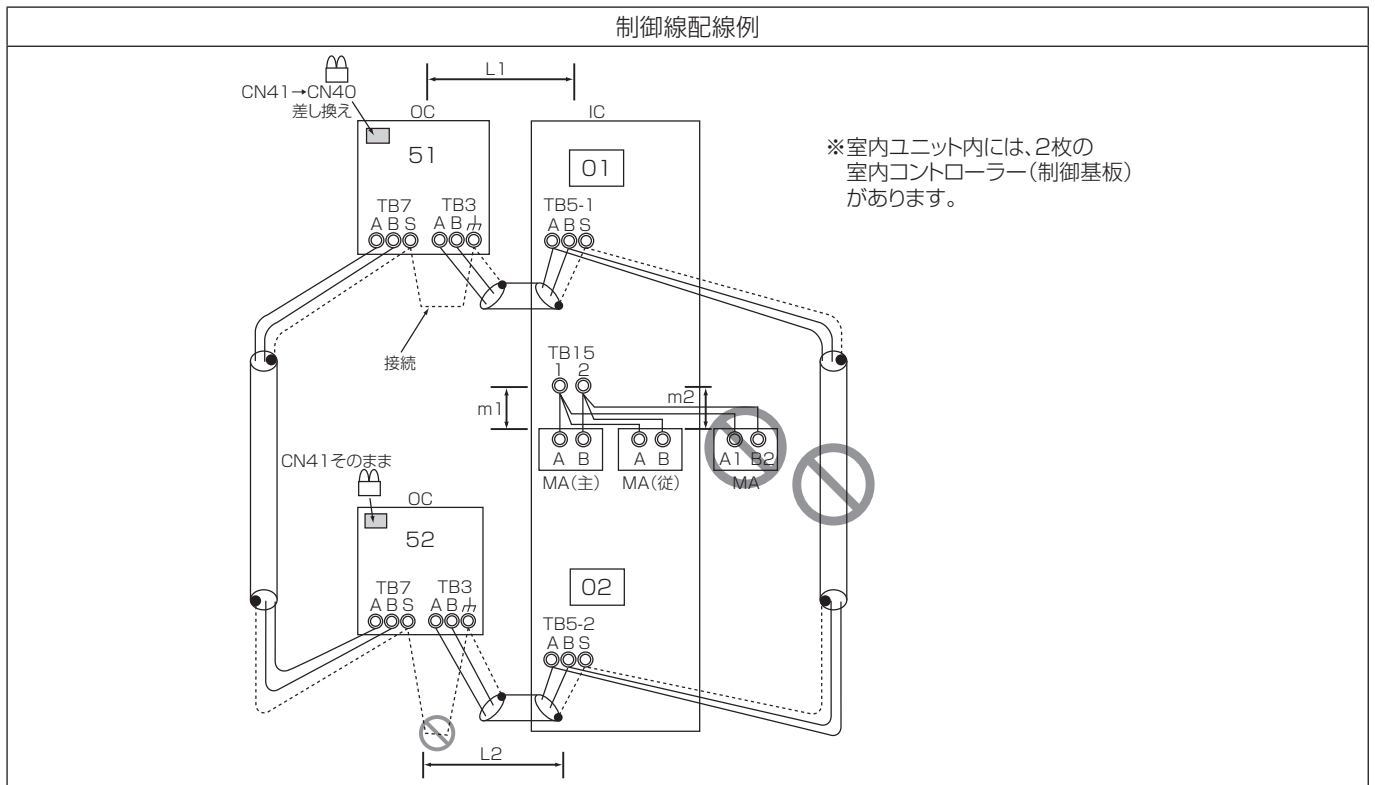 制御線配線例
L1
CN41→CN40
差し換え
OC
IC
※室内ユニット内には、2枚の
室内コントローラー(制御基板)
があります。
51
01
TB7
TB3
TB5-1
A B S
A B
A B S
接続
TB15
1 2
m1
m2
A B
A B
A1 B2
MA(主)
MA(従)
MA
CN41そのまま
OC
52
02
TB7
TB3
A B S
A B
TB5-2
A B S
L2